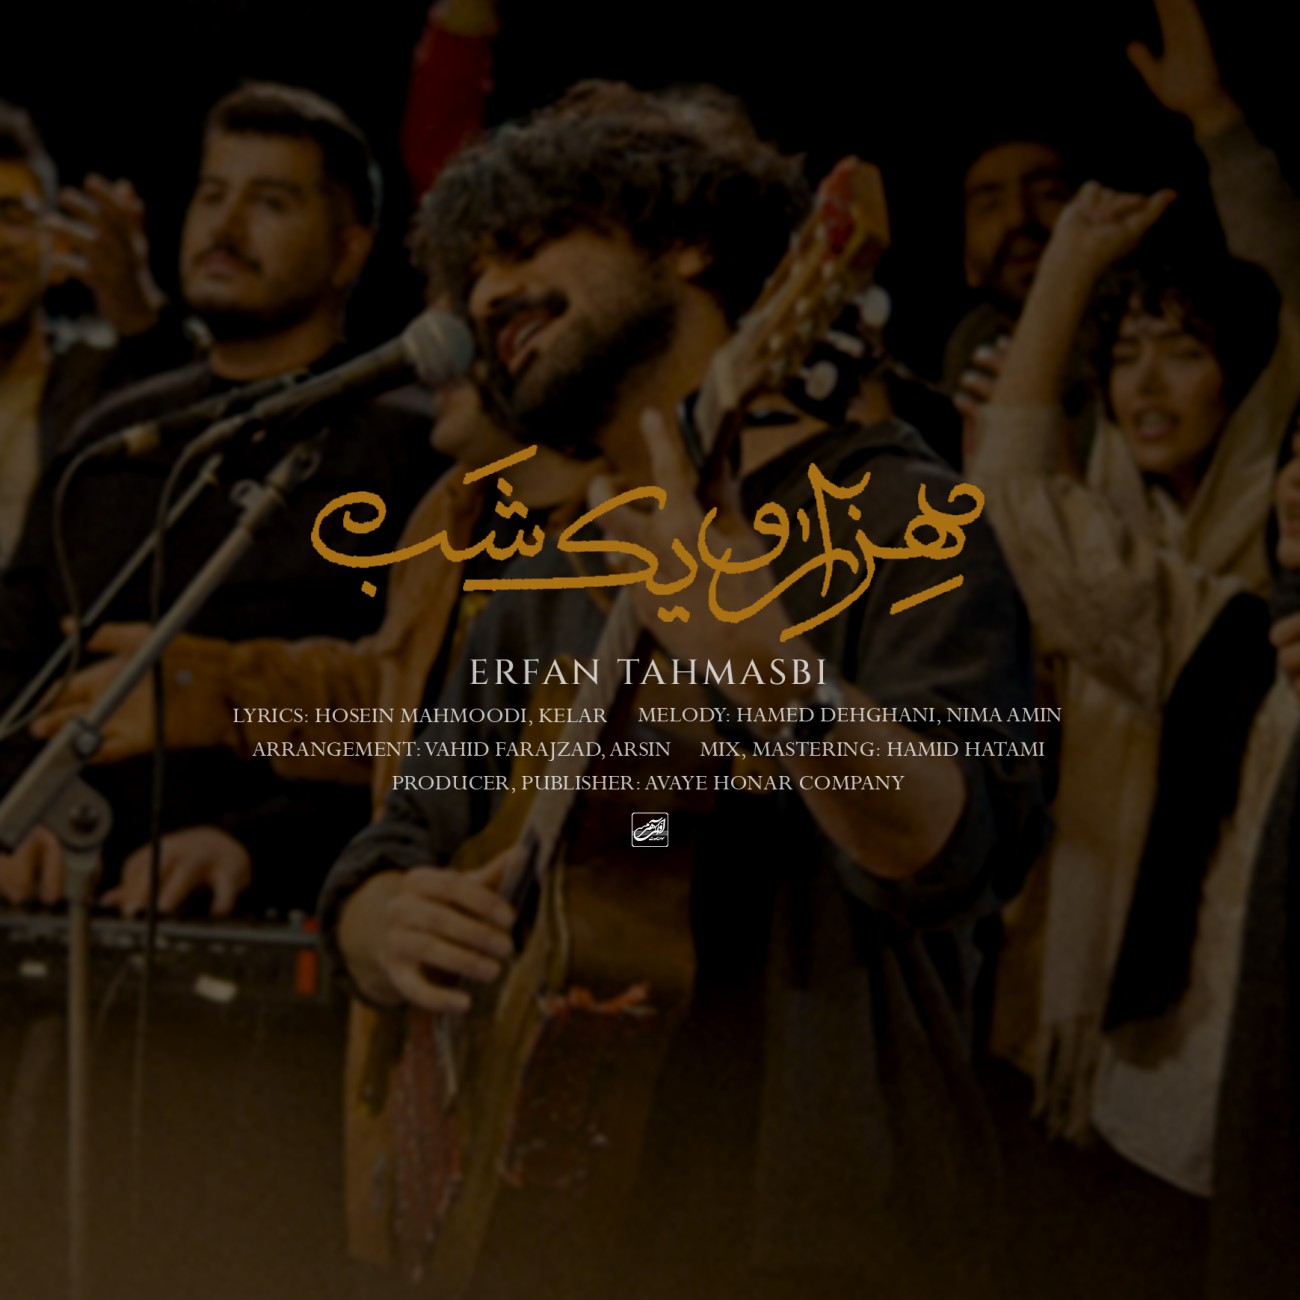 هزار و یک شب
ERFAN TAHMASBI
LYRICS: HOSEIN MAHMOODI, KELAR MELODY: HAMED DEHGHANI, NIMA AMIN
ARRANGEMENT: VAHID FARAJZAD, ARSIN MIX, MASTERING: HAMID HATAMI
PRODUCER, PUBLISHER: AVAYE HONAR COMPANY